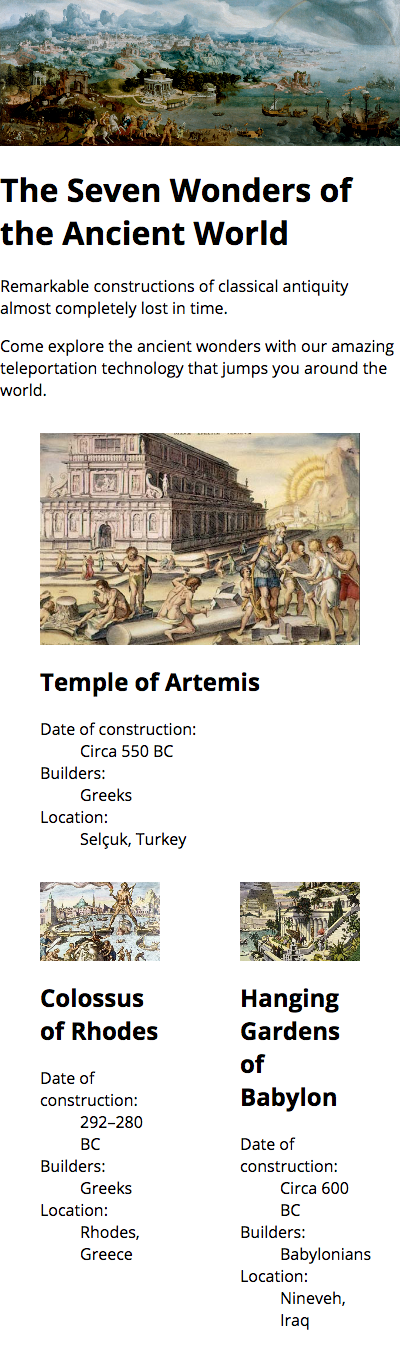 The Seven Wonders of
the Ancient World
Remarkable constructions of classical antiquity
almost completely lost in time.
Come explore the ancient wonders with our amazing
teleportation technology that jumps you around the
world.
Temple of Artemis
Date of construction:
Circa 550 BC
Builders:
Greeks
Location:
Selçuk, Turkey
Colossus
of Rhodes
Date of
construction:
292–280
BC
Builders:
Greeks
Location:
Rhodes,
Greece
Hanging
Gardens
of
Babylon
Date of
construction:
Circa 600
BC
Builders:
Babylonians
Location:
Nineveh,
Iraq